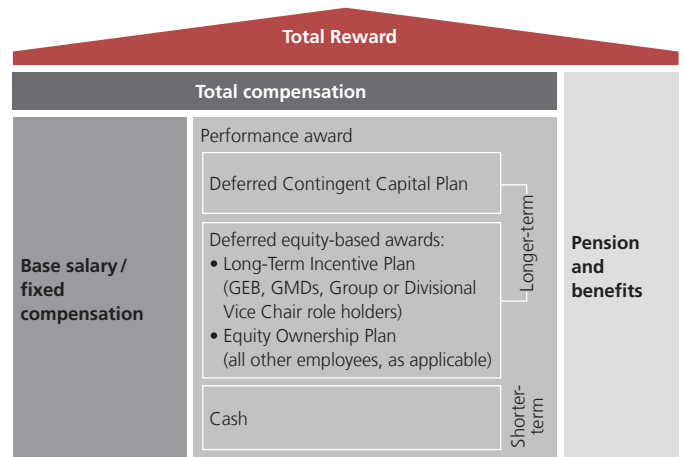 Total Reward
Total compensation
Base salary /
fixed
compensation
Performance award
Deferred Contingent Capital Plan
Deferred equity-based awards:
• Long-Term Incentive Plan
(GEB, GMDs, Group or Divisional
Vice Chair role holders)
• Equity Ownership Plan
(all other employees, as applicable)
Cash
Longer-term
Shorter-
term
Pension
and
benefits